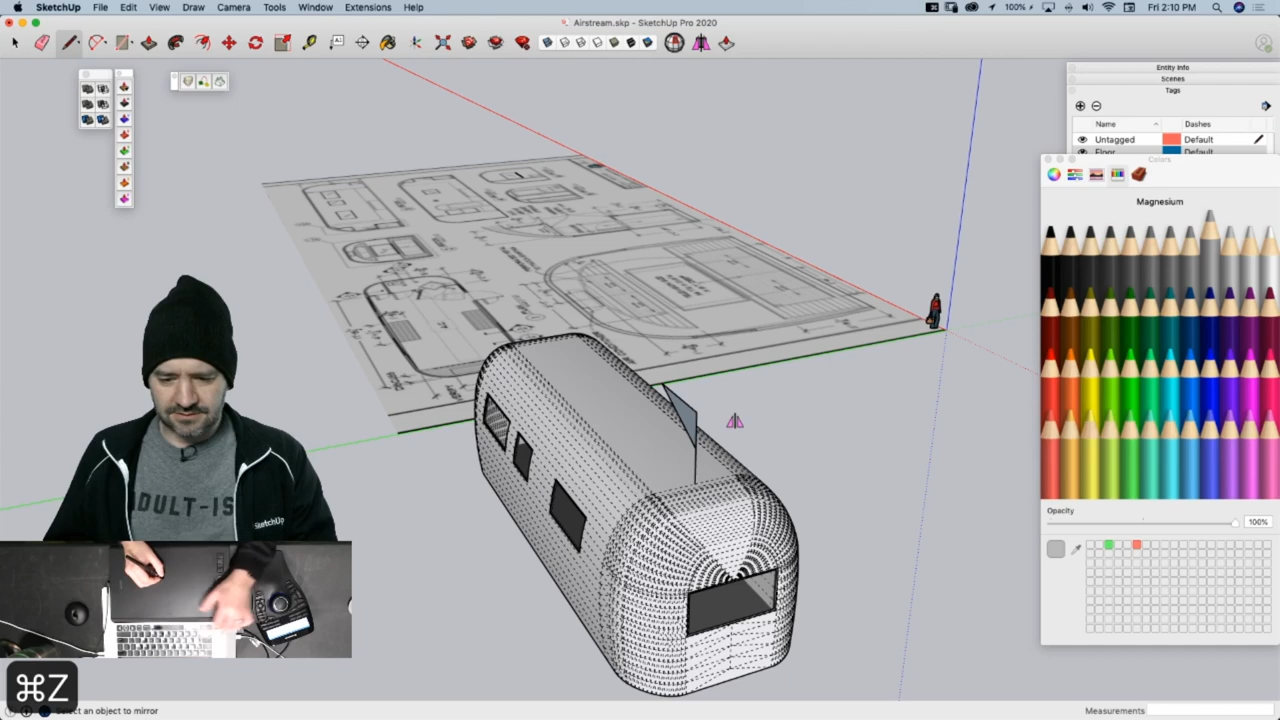 SketchUp File Edit View Draw Camera Tools Window Extensions Help
100% Fri 2:10 PM
Airstream.skp - SketchUp Pro 2020
Entity Info
Scenes
Tags
Name Dashes
Untagged Default
Floor Default
Colors
Magnesium
Opacity
100%
DULT-IS
SketchUp
⌘Z
Select an object to mirror
Measurements